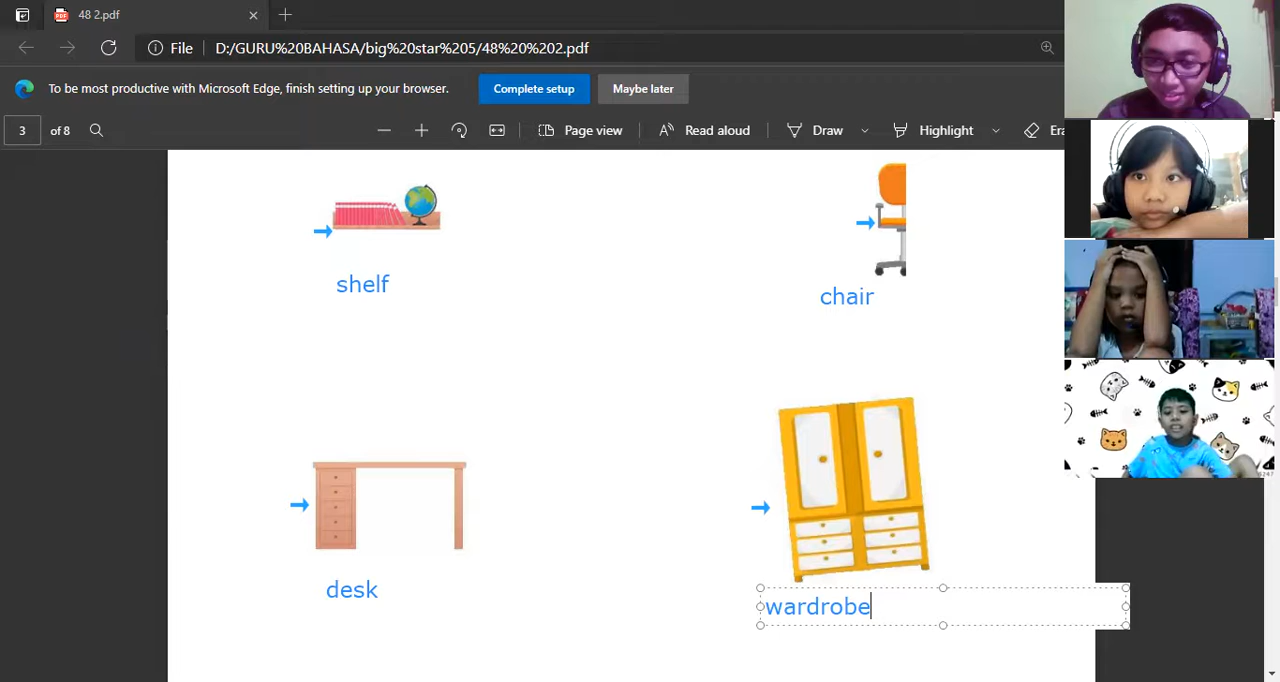 48 2.pdf
File D:/GURU%20BAHASA/big%20star%205/48%20%202.pdf
To be most productive with Microsoft Edge, finish setting up your browser. Complete setup Maybe later
3 of 8 Page view Read aloud Draw Highlight Era
shelf
chair
desk
wardrobe